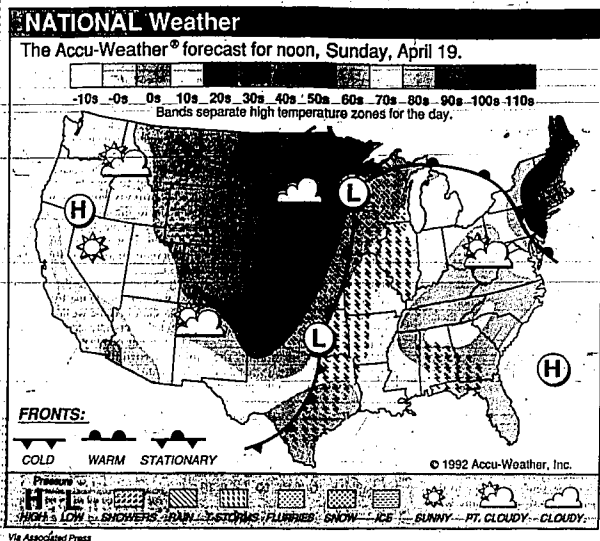 NATIONAL Weather
The Accu-Weather® forecast for noon, Sunday, April 19.
-10s -0s 0s 10s 20s 30s 40s 50s 60s 70s 80s 90s 100s 110s
Bands separate high temperature zones for the day.
H
L
L
H
FRONTS:
COLD WARM STATIONARY
© 1992 Accu-Weather, Inc.
Pressure
H L
HIGH LOW SHOWERS RAIN T-STORMS FLURRIES SNOW ICE SUNNY PT. CLOUDY CLOUDY
Via Associated Press